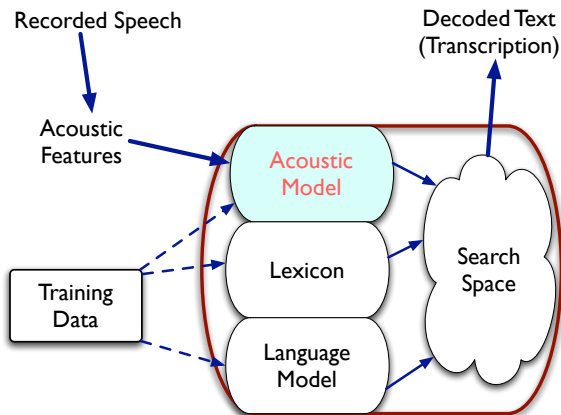 Recorded Speech
Decoded Text
(Transcription)
Acoustic
Features
Acoustic
Model
Lexicon
Search
Space
Training
Data
Language
Model